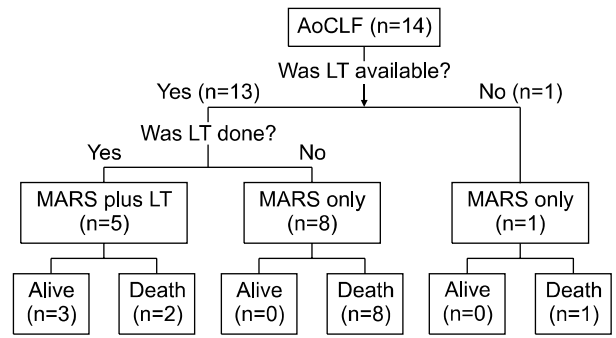 AoCLF (n=14)
Was LT available?
Yes (n=13)
No (n=1)
Was LT done?
Yes
No
MARS plus LT
(n=5)
MARS only
(n=8)
MARS only
(n=1)
Alive
(n=3)
Death
(n=2)
Alive
(n=0)
Death
(n=8)
Alive
(n=0)
Death
(n=1)